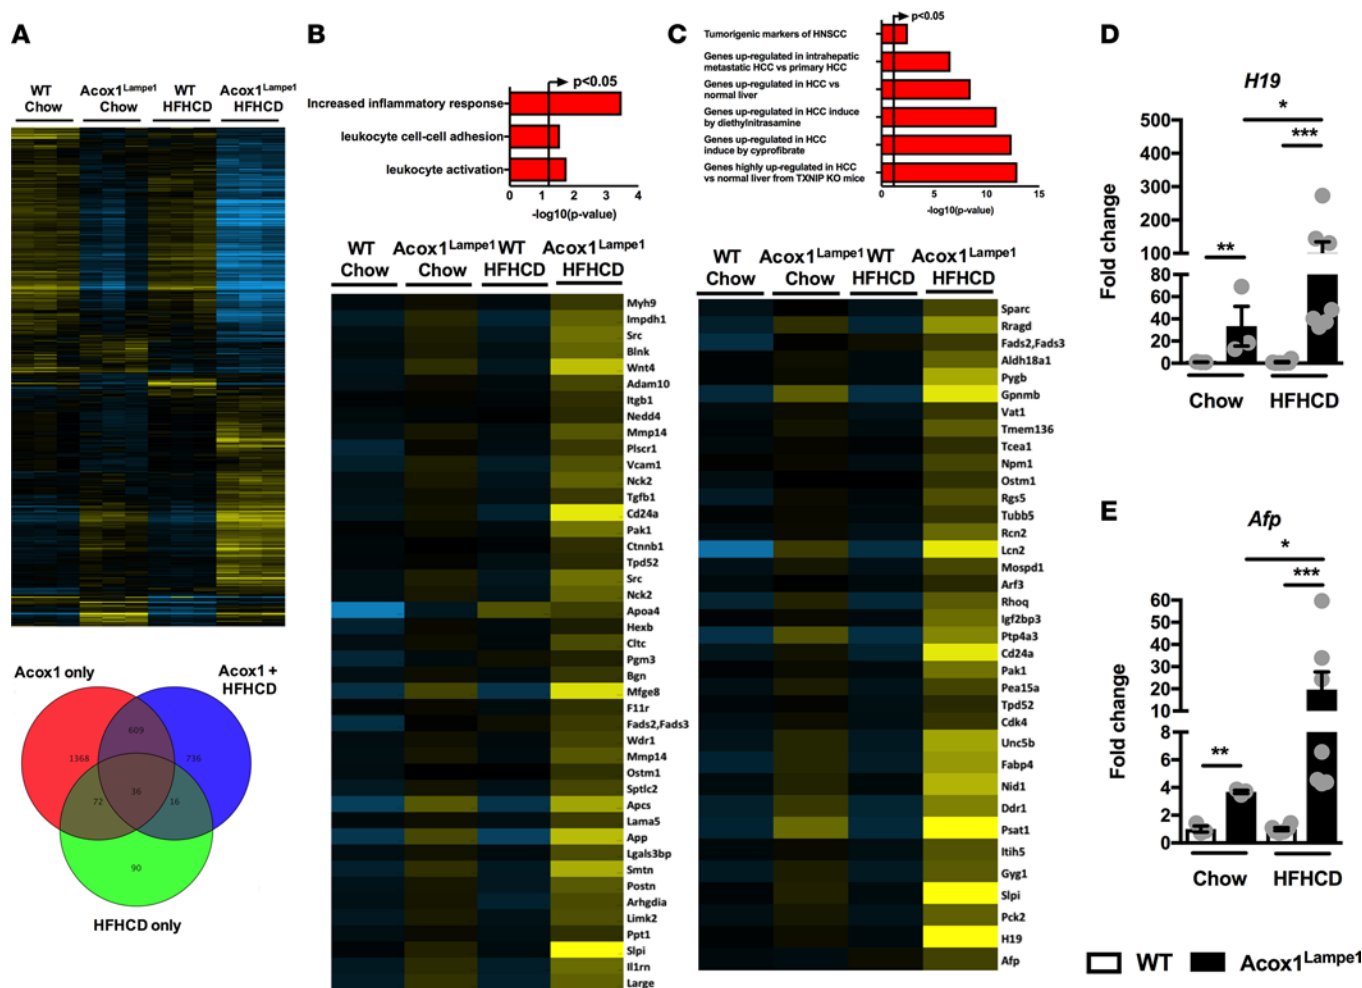 A
WT
Chow
Acox1Lampe1
Chow
WT
HFHCD
Acox1Lampe1
HFHCD
Acox1 only
Acox1 +
HFHCD
609
1368
736
36
72
16
90
HFHCD only
B
p<0.05
Increased inflammatory response
leukocyte cell-cell adhesion
leukocyte activation
0 1 2 3 4
-log10(p-value)
WT
Chow
Acox1Lampe1
Chow
WT
HFHCD
Acox1Lampe1
HFHCD
Myh9
Impdh1
Src
Blnk
Wnt4
Adam10
Itgb1
Nedd4
Mmp14
Plscr1
Vcam1
Nck2
Tgfb1
Cd24a
Pak1
Ctnnb1
Tpd52
Src
Nck2
Apoa4
Hexb
Cltc
Pgm3
Bgn
Mfge8
F11r
Fads2,Fads3
Wdr1
Mmp14
Ostm1
Sptlc2
Apcs
Lama5
App
Lgals3bp
Smtn
Postn
Arhgdia
Limk2
Ppt1
Slpi
Il1rn
Large
C
p<0.05
Tumorigenic markers of HNSCC
Genes up-regulated in intrahepatic
metastatic HCC vs primary HCC
Genes up-regulated in HCC vs
normal liver
Genes up-regulated in HCC induce
by diethylnitrasamine
Genes up-regulated in HCC
induce by cyprofibrate
Genes highly up-regulated in HCC
vs normal liver from TXNIP KO mice
0 5 10 15
-log10(p-value)
WT
Chow
Acox1Lampe1
Chow
WT
HFHCD
Acox1Lampe1
HFHCD
Sparc
Rragd
Fads2,Fads3
Aldh18a1
Pygb
Gpnmb
Vat1
Tmem136
Tcea1
Npm1
Ostm1
Rgs5
Tubb5
Rcn2
Lcn2
Mospd1
Arf3
Rhoq
Igf2bp3
Ptp4a3
Cd24a
Pak1
Pea15a
Tpd52
Cdk4
Unc5b
Fabp4
Nid1
Ddr1
Psat1
Itih5
Gyg1
Slpi
Pck2
H19
Afp
D
H19
*
***
**
500
400
300
200
100
80
60
40
20
0
Fold change
Chow
HFHCD
E
Afp
*
***
**
60
50
40
30
20
10
8
6
4
2
0
Fold change
Chow
HFHCD
WT
Acox1Lampe1